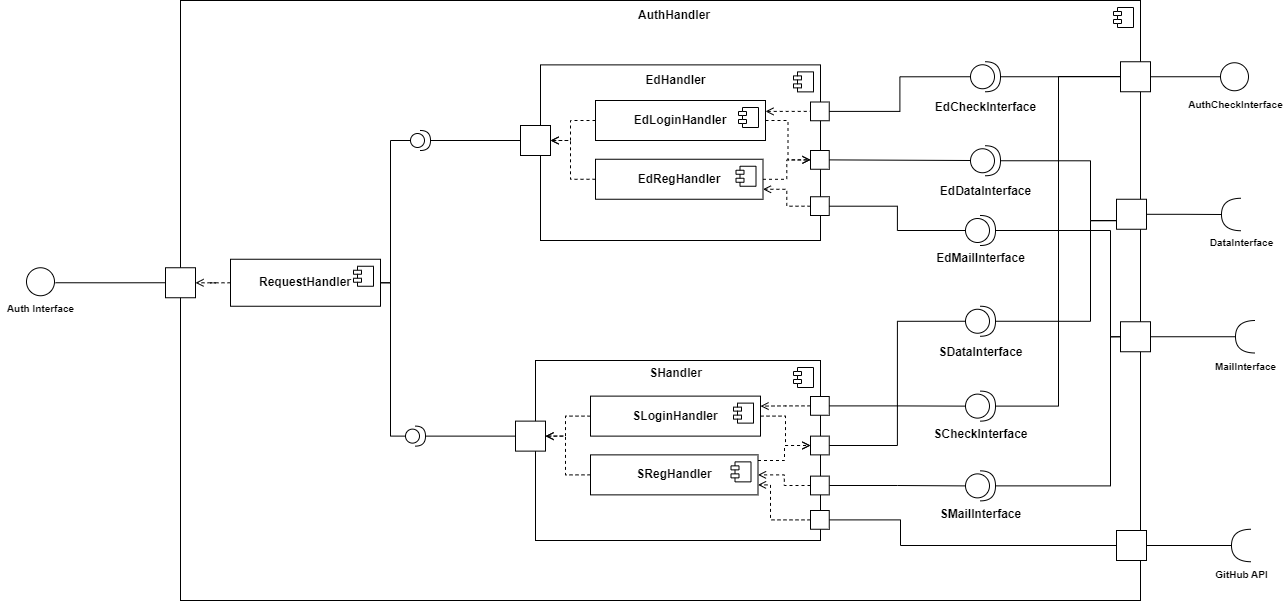 AuthHandler
EdHandler
EdLoginHandler
EdRegHandler
EdCheckInterface
AuthCheckInterface
EdDataInterface
DataInterface
EdMailInterface
RequestHandler
Auth Interface
SDataInterface
MailInterface
SHandler
SLoginHandler
SCheckInterface
SRegHandler
SMailInterface
GitHub API